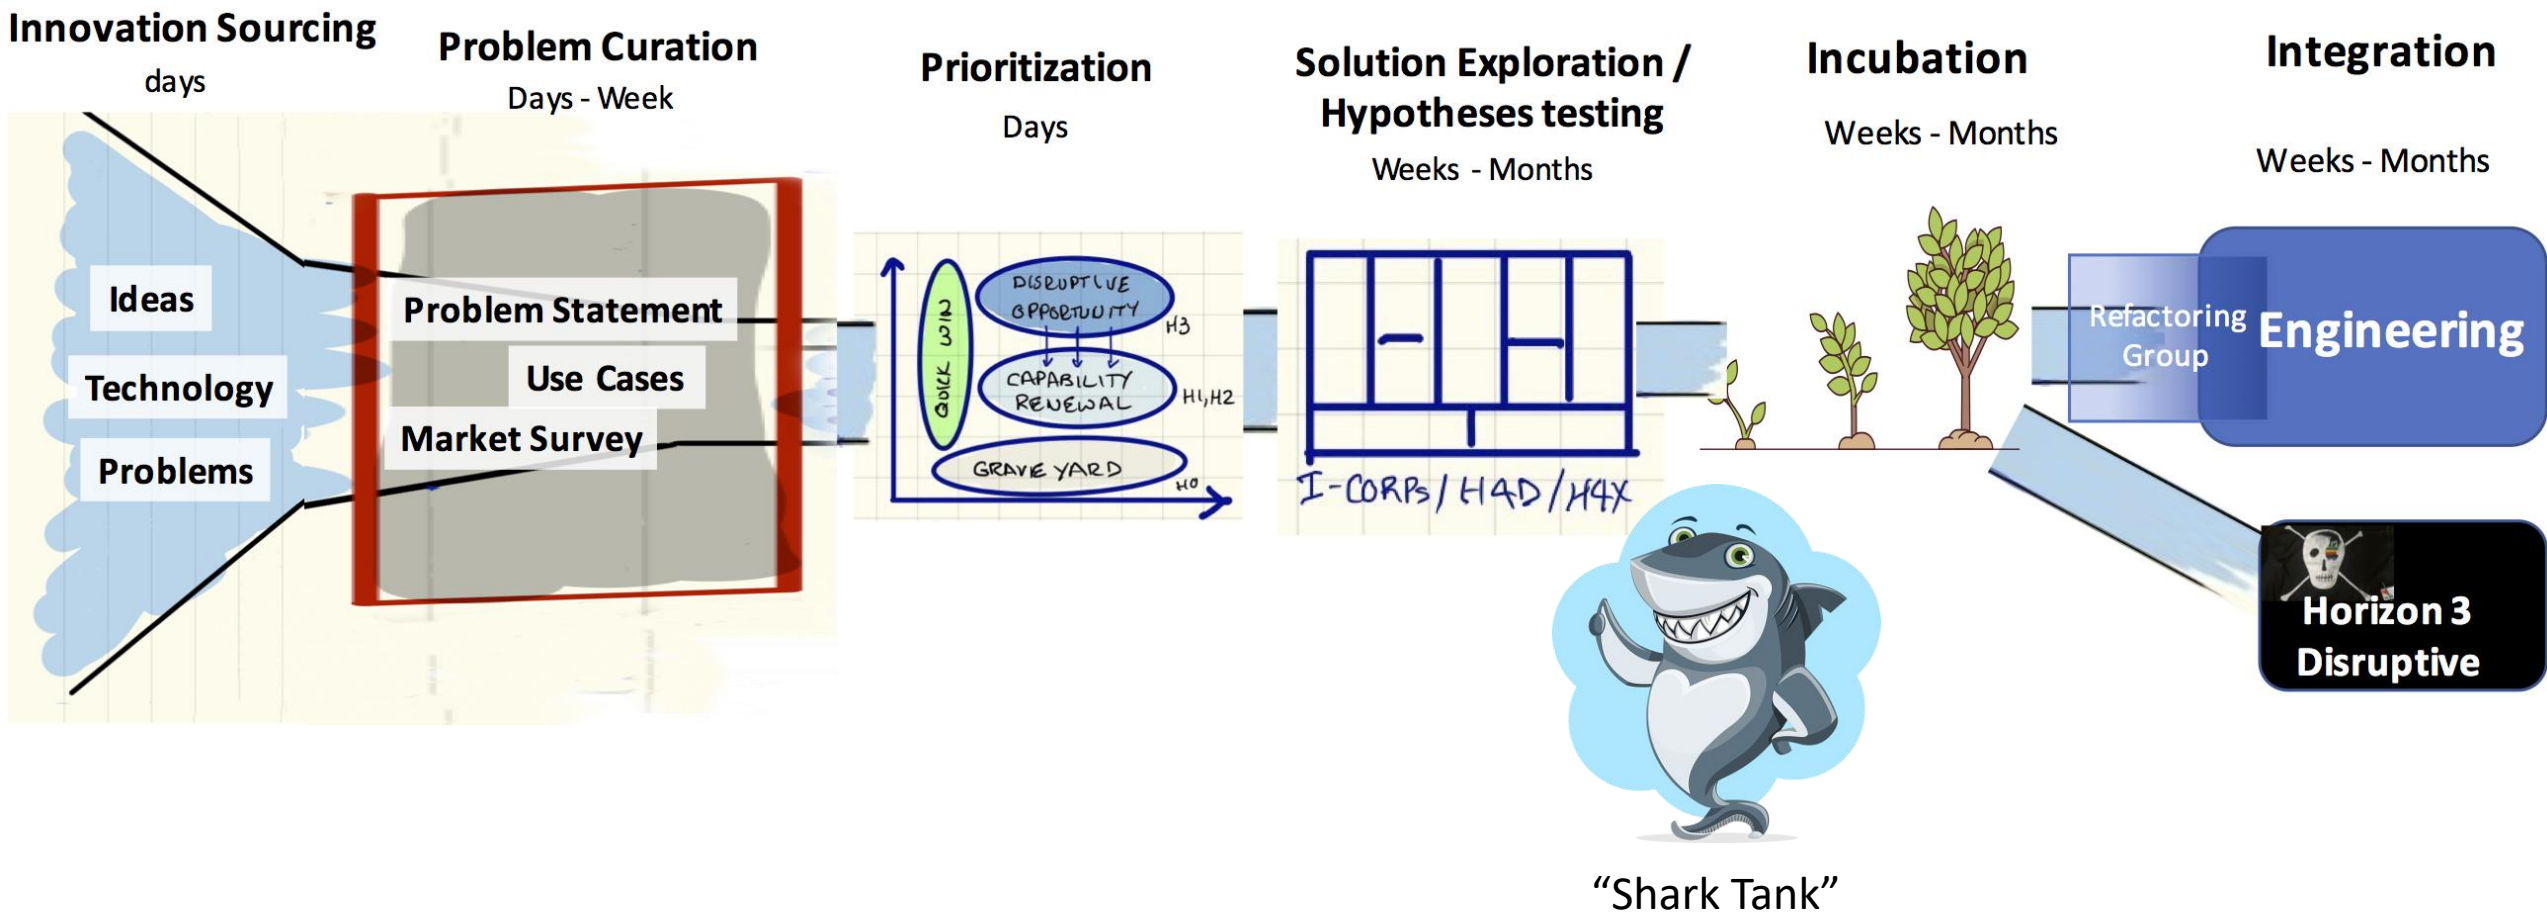 Innovation Sourcing
days
Ideas
Technology
Problems
Problem Curation
Days - Week
Problem Statement
Use Cases
Market Survey
Prioritization
Days
QUICK WIN
DISRUPTIVE
OPPORTUNITY
H3
CAPABILITY
RENEWAL
H1,H2
GRAVE YARD
H0
Solution Exploration /
Hypotheses testing
Weeks - Months
I-CORPS/H4D/H4X
"Shark Tank"
Incubation
Weeks - Months
Integration
Weeks - Months
Refactoring
Group
Engineering
Horizon 3
Disruptive